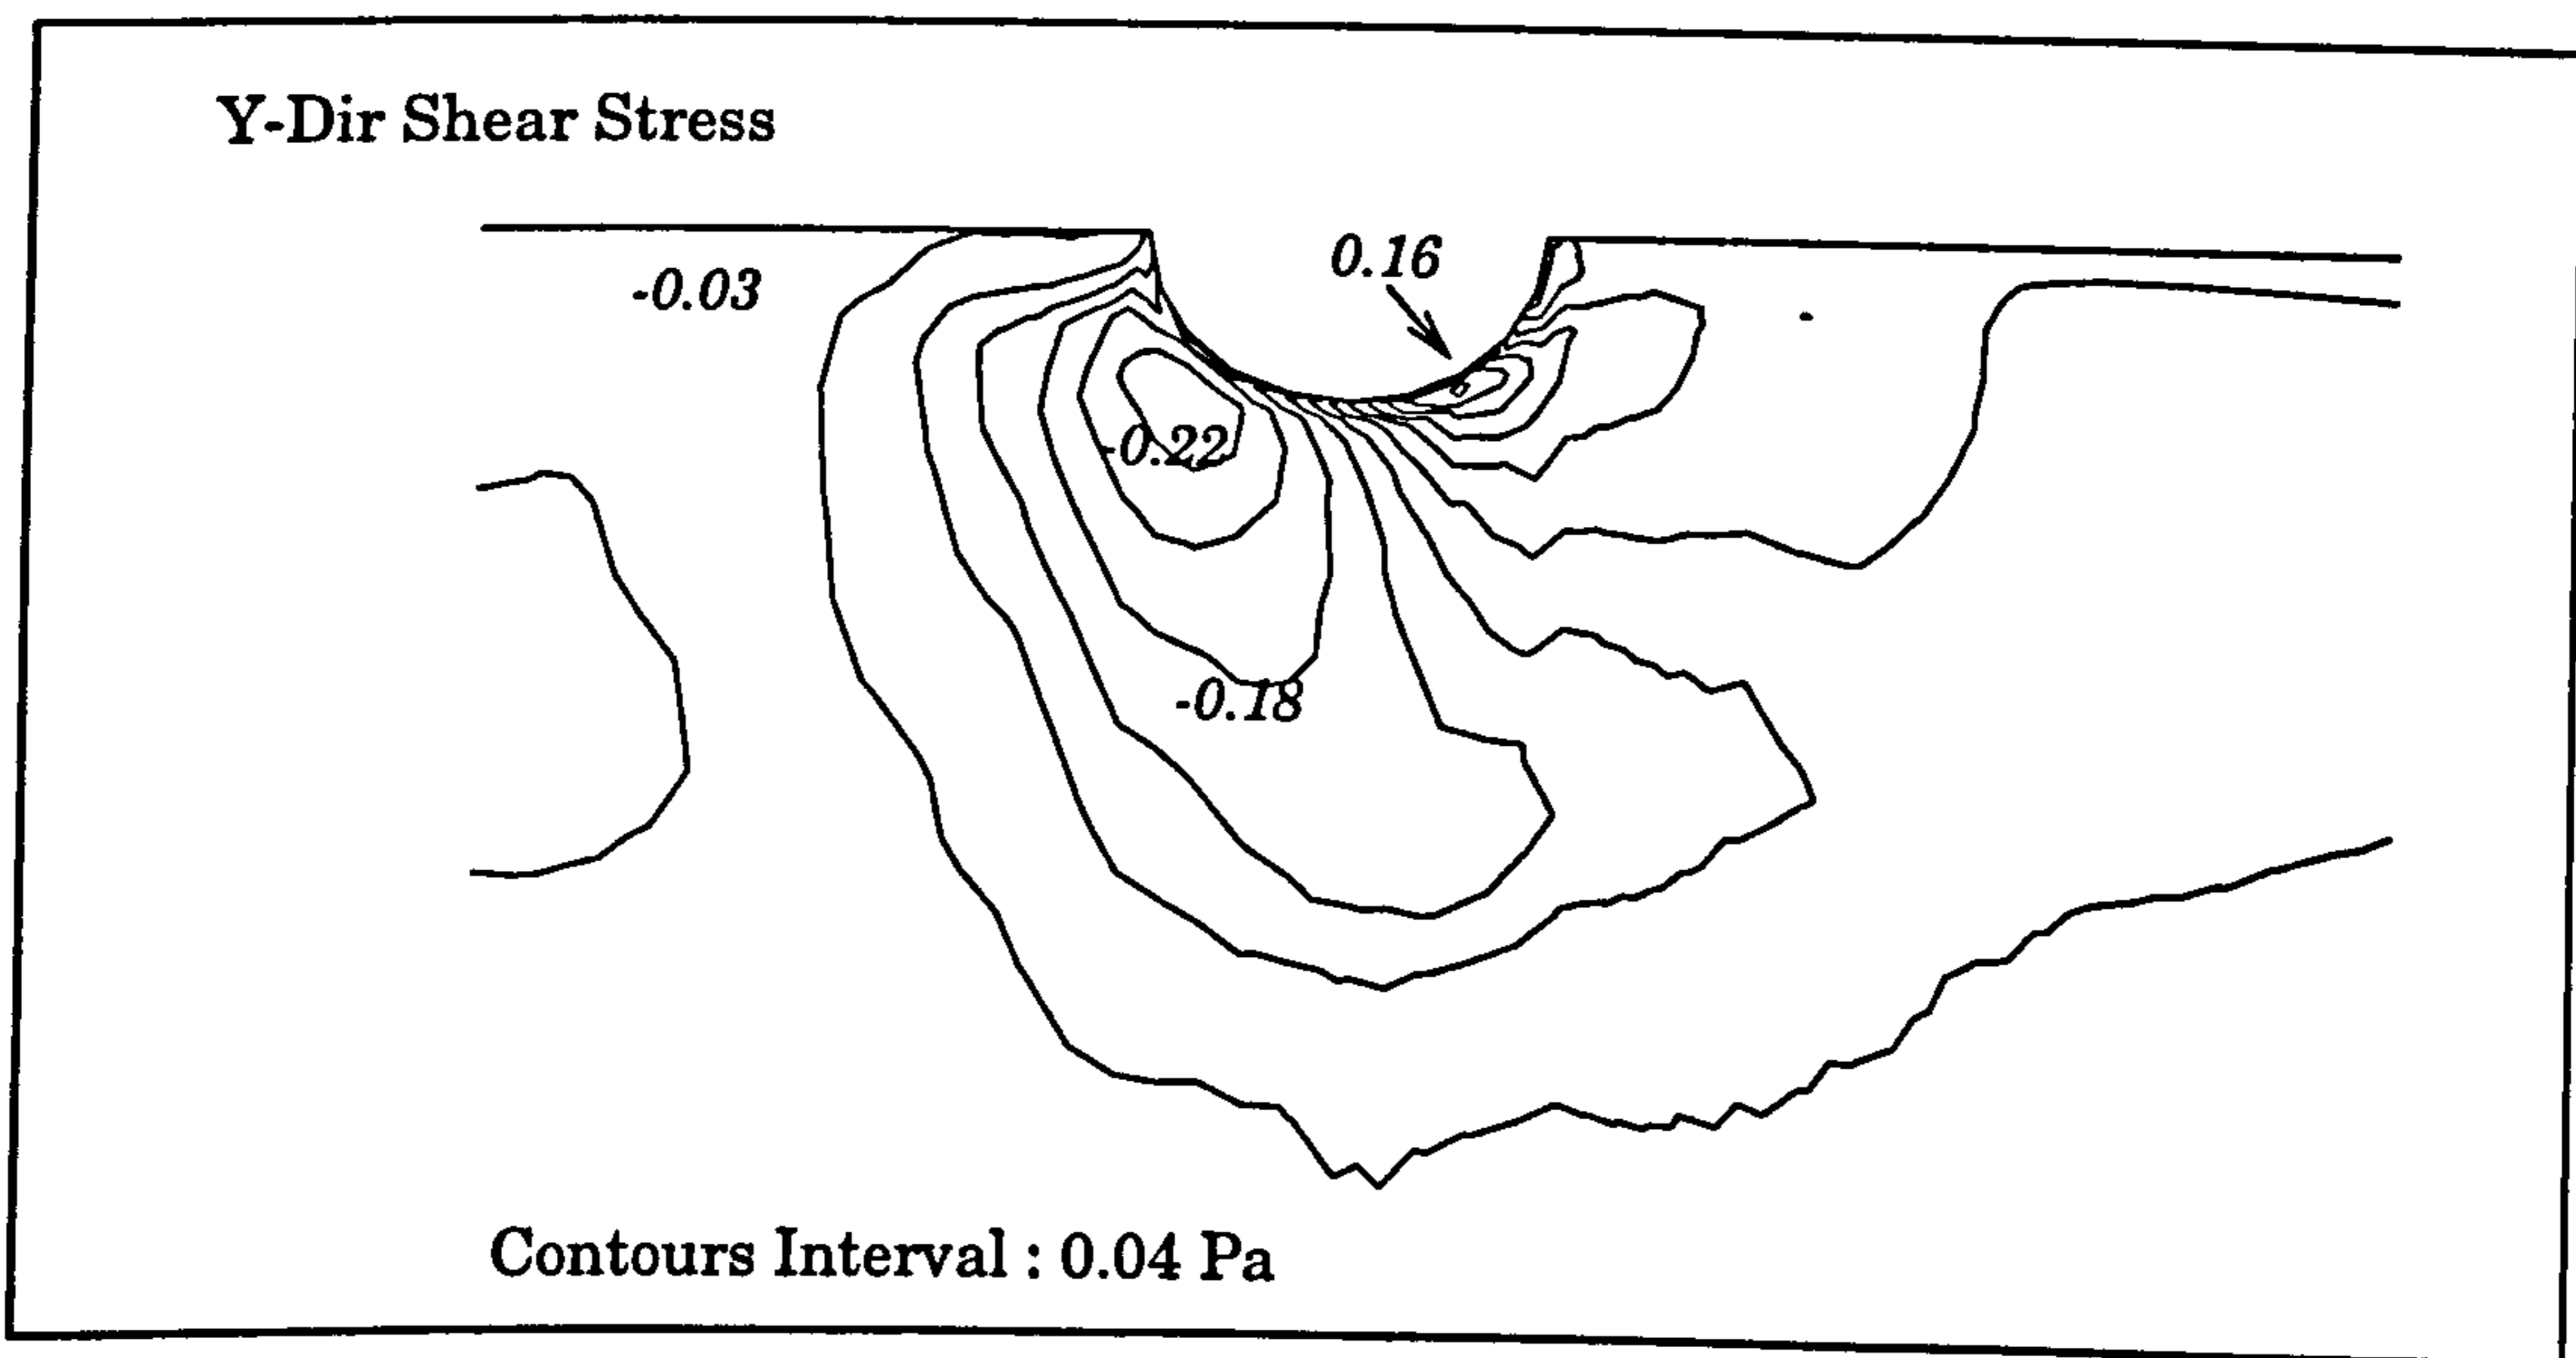 Y-Dir Shear Stress
-0.03
0.16
-0.22
-0.18
Contours Interval : 0.04 Pa